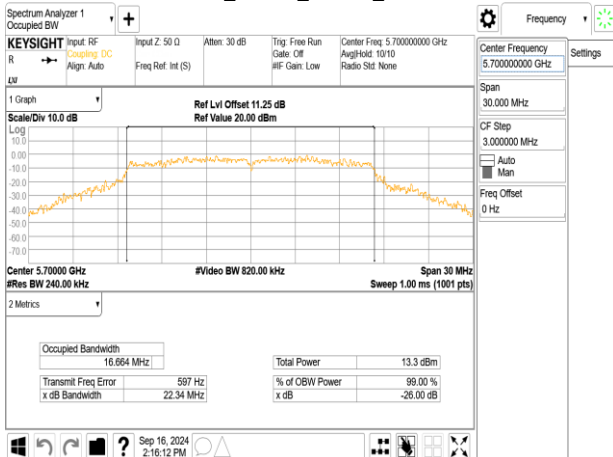 Spectrum Analyzer 1
Occupied BW
KEYSIGHT
R
Input: RF
Coupling: DC
Align: Auto
Input Z: 50 Ω
Freq Ref: Int (S)
Atten: 30 dB
Trig: Free Run
Gate: Off
#IF Gain: Low
Center Freq: 5.700000000 GHz
Avg|Hold: 10/10
Radio Std: None
LXI
1 Graph
Scale/Div 10.0 dB
Ref Lvl Offset 11.25 dB
Ref Value 20.00 dBm
Log
10.0
0.00
-10.0
-20.0
-30.0
-40.0
-50.0
-60.0
-70.0
Center 5.70000 GHz
#Video BW 820.00 kHz
Span 30 MHz
#Res BW 240.00 kHz
Sweep 1.00 ms (1001 pts)
2 Metrics
Occupied Bandwidth
16.664 MHz
Total Power 13.3 dBm
Transmit Freq Error 597 Hz
% of OBW Power 99.00 %
x dB Bandwidth 22.34 MHz
x dB -26.00 dB
?
Sep 16, 2024
2:16:12 PM
Frequency
Center Frequency
5.700000000 GHz
Settings
Span
30.000 MHz
CF Step
3.000000 MHz
Auto
Man
Freq Offset
0 Hz